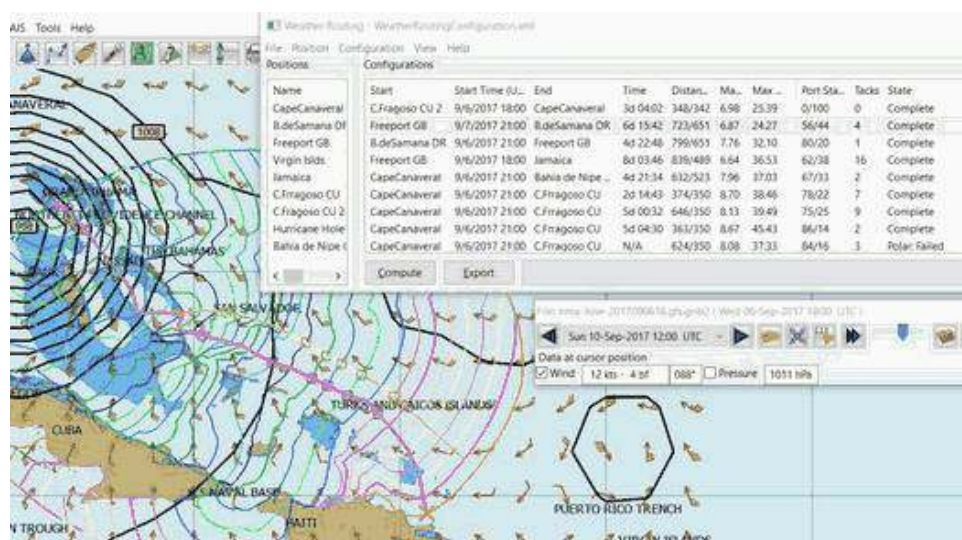 AIS Tools Help
Weather Routing - WeatherRoutingConfiguration.xml
File Position Configuration View Help
Positions Configurations
Name Start Start Time (U... End Time Distan... Ma... Max ... Port Sta... Tacks State
CapeCanaveral C.Fragoso CU 2 9/6/2017 18:00 CapeCanaveral 3d 04:02 348/342 6.98 25.39 0/100 0 Complete
B.deSamana DR Freeport GB 9/7/2017 21:00 B.deSamana DR 6d 15:42 723/651 6.87 24.27 56/44 4 Complete
Freeport GB B.deSamana DR 9/6/2017 21:00 Freeport GB 4d 22:48 799/651 7.76 32.10 80/20 1 Complete
Virgin Islds Freeport GB 9/6/2017 18:00 Jamaica 8d 03:46 839/489 6.64 36.53 62/38 16 Complete
Jamaica CapeCanaveral 9/6/2017 21:00 Bahia de Nipe ... 4d 21:34 632/523 7.96 37.03 67/33 2 Complete
C.Frragoso CU CapeCanaveral 9/6/2017 21:00 C.Frragoso CU 2d 14:43 374/350 8.70 38.46 78/22 7 Complete
C.Fragoso CU 2 CapeCanaveral 9/6/2017 21:00 C.Frragoso CU 5d 00:32 646/350 8.13 39.49 75/25 9 Complete
Hurricane Hole CapeCanaveral 9/6/2017 21:00 C.Frragoso CU 5d 04:30 363/350 8.67 45.43 86/14 2 Complete
Bahia de Nipe ( CapeCanaveral 9/6/2017 21:00 C.Frragoso CU N/A 624/350 8.08 37.33 84/16 3 Polar: Failed
Compute Export
Sun 10-Sep-2017 12:00 UTC
Data at cursor position
Wind 12 kts - 4 bf 088° Pressure 1011 hPa
ANAVERAL
1008
PROVIDENCE CHANNEL
THE BAHAMAS
SAN SALVADOR
TURKS AND CAICOS ISLANDS
CUBA
U.S NAVAL BASE
HAITI
PUERTO RICO TRENCH
N TROUGH
VIRGIN ISLANDS